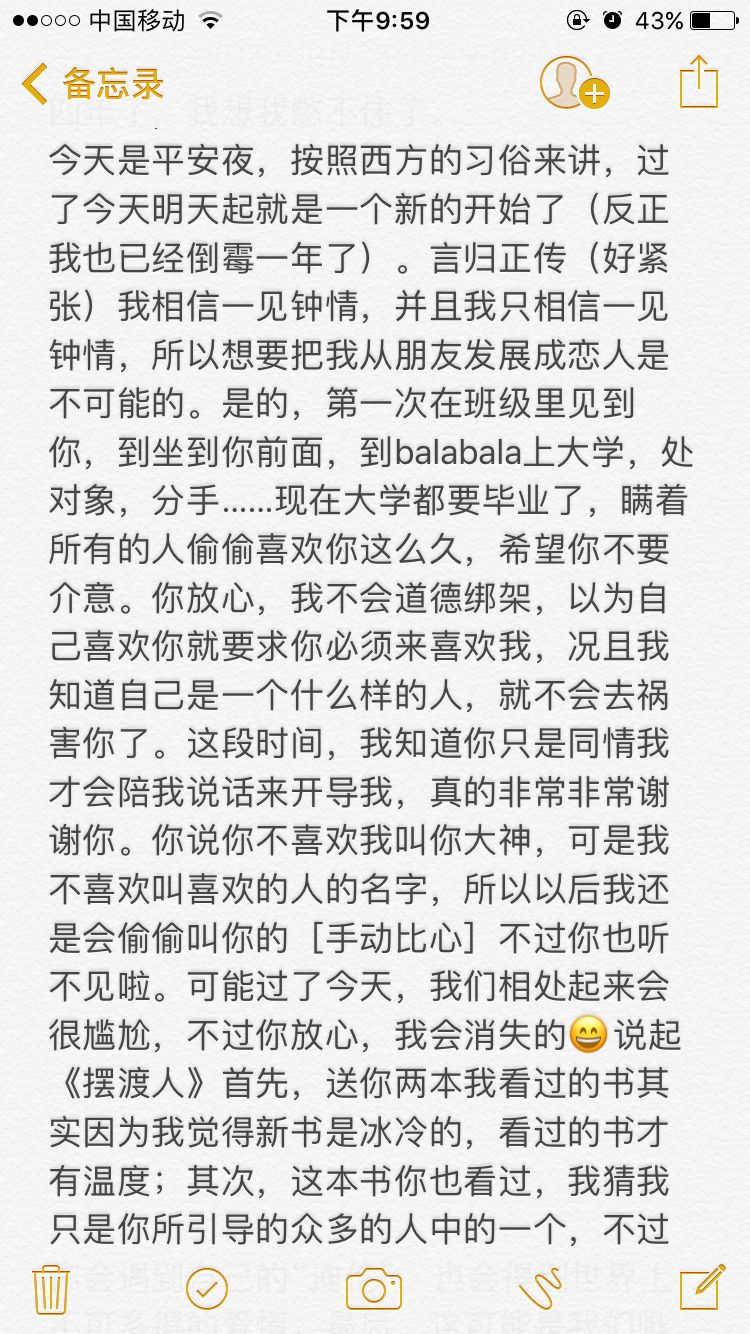 中国移动 下午9:59 43%
备忘录
四年了，我想我忍不住了。
今天是平安夜，按照西方的习俗来讲，过
了今天明天起就是一个新的开始了（反正
我也已经倒霉一年了）。言归正传（好紧
张）我相信一见钟情，并且我只相信一见
钟情，所以想要把我从朋友发展成恋人是
不可能的。是的，第一次在班级里见到
你，到坐到你前面，到balabala上大学，处
对象，分手……现在大学都要毕业了，瞒着
所有的人偷偷喜欢你这么久，希望你不要
介意。你放心，我不会道德绑架，以为自
己喜欢你就要求你必须来喜欢我，况且我
知道自己是一个什么样的人，就不会去祸
害你了。这段时间，我知道你只是同情我
才会陪我说话来开导我，真的非常非常谢
谢你。你说你不喜欢我叫你大神，可是我
不喜欢叫喜欢的人的名字，所以以后我还
是会偷偷叫你的［手动比心］不过你也听
不见啦。可能过了今天，我们相处起来会
很尴尬，不过你放心，我会消失的😄说起
《摆渡人》首先，送你两本我看过的书其
实因为我觉得新书是冰冷的，看过的书才
有温度；其次，这本书你也看过，我猜我
只是你所引导的众多的人中的一个，不过